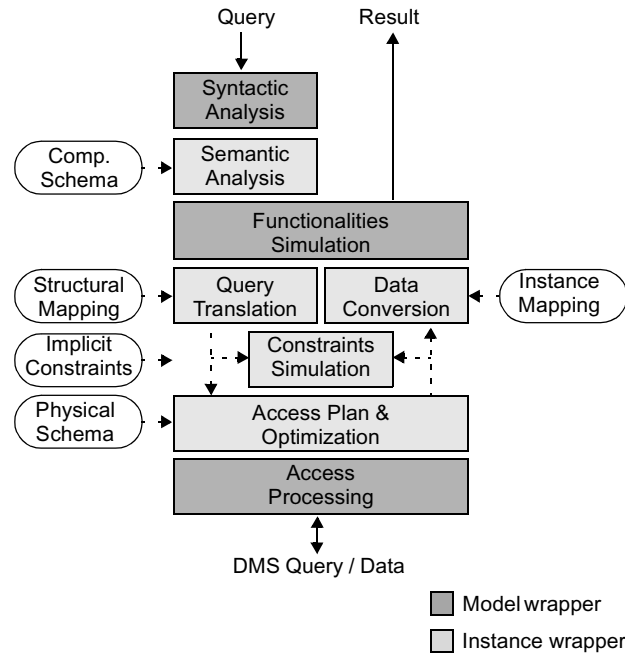 Query
Result
Syntactic
Analysis
Comp.
Schema
Semantic
Analysis
Functionalities
Simulation
Structural
Mapping
Query
Translation
Data
Conversion
Instance
Mapping
Implicit
Constraints
Constraints
Simulation
Physical
Schema
Access Plan &
Optimization
Access
Processing
DMS Query / Data
Model wrapper
Instance wrapper